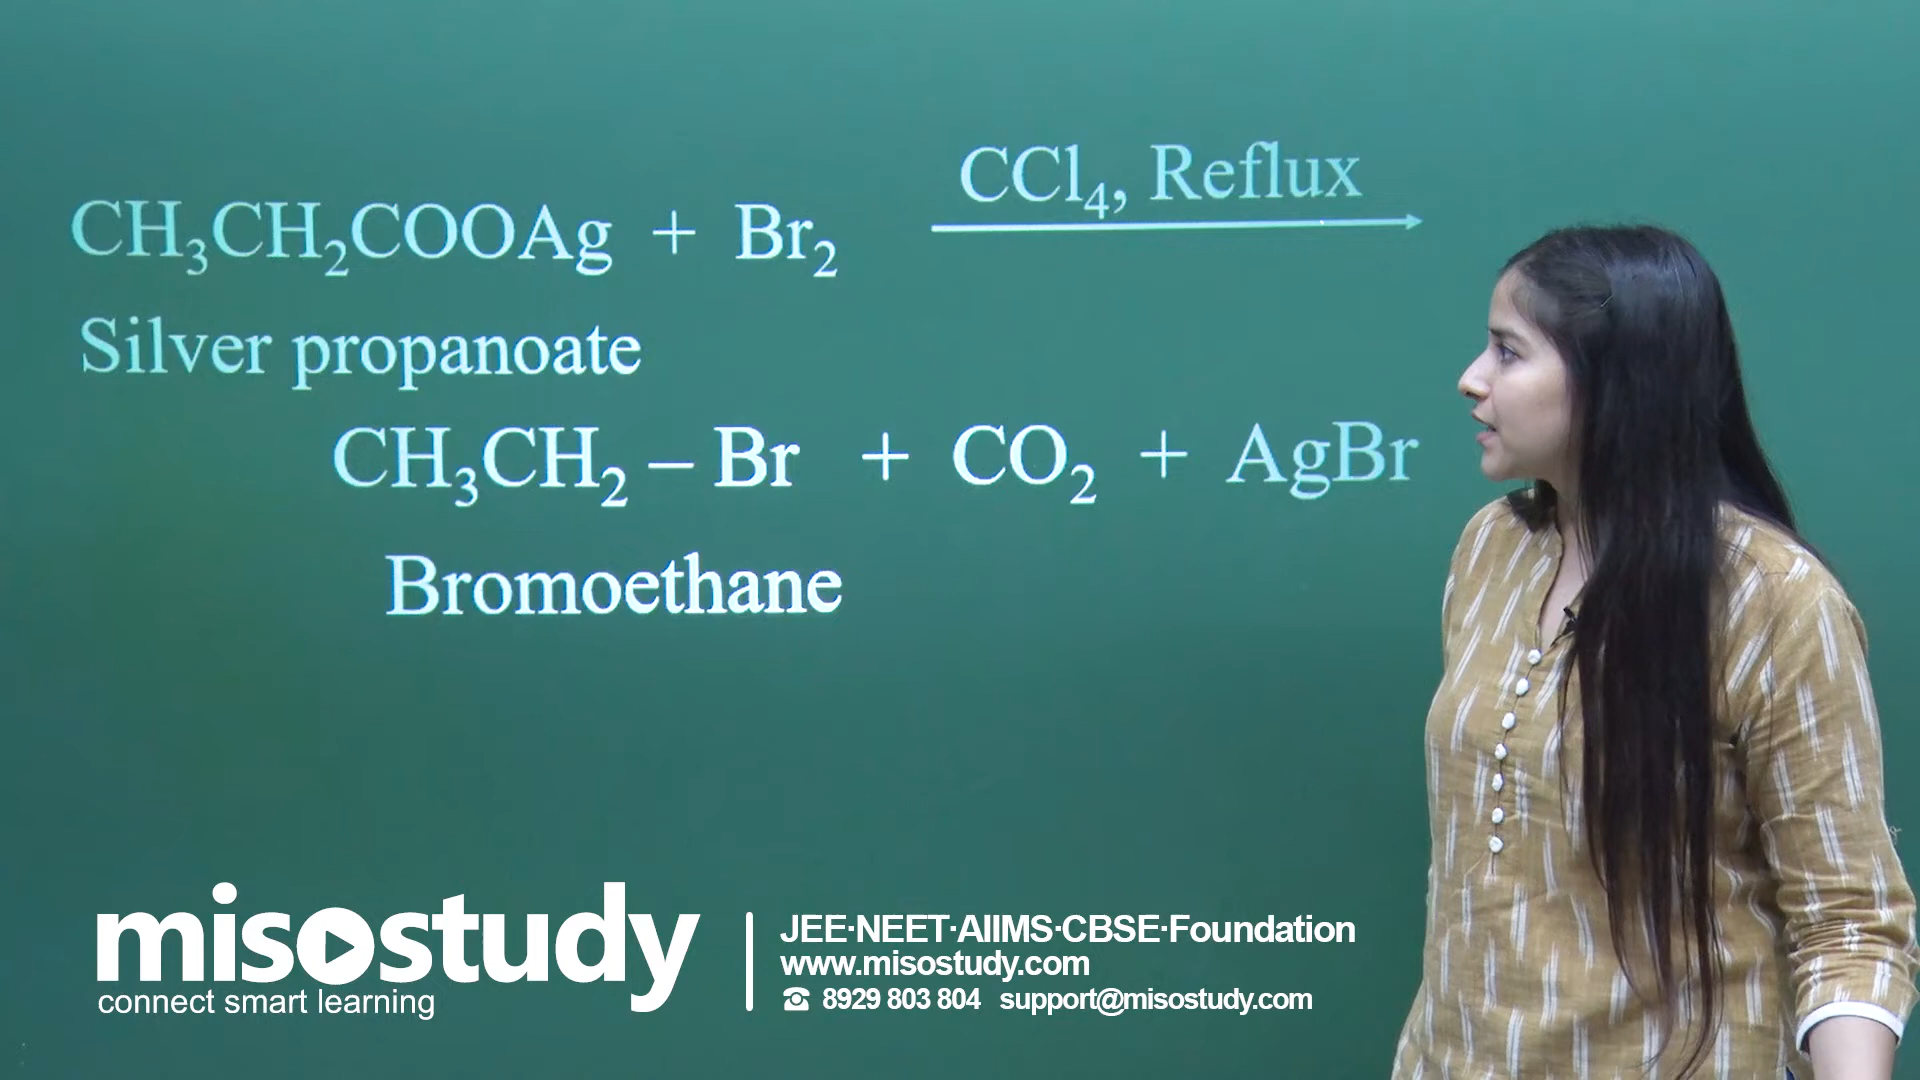 CCl₄, Reflux
CH₃CH₂COOAg + Br₂
Silver propanoate
CH₃CH₂ – Br + CO₂ + AgBr
Bromoethane
misostudy
connect smart learning
JEE·NEET·AIIMS·CBSE·Foundation
www.misostudy.com
☎ 8929 803 804 support@misostudy.com